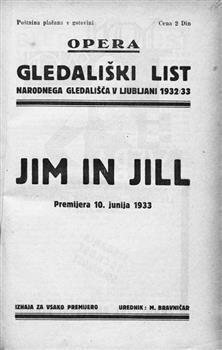 Poštnina plačana v gotovini
Cena 2 Din
OPERA
GLEDALIŠKI LIST
NARODNEGA GLEDALIŠČA V LJUBLJANI 1932/33
JIM IN JILL
Premijera 10. junija 1933
IZHAJA ZA VSAKO PREMIJERO
UREDNIK: M. BRAVNIČAR